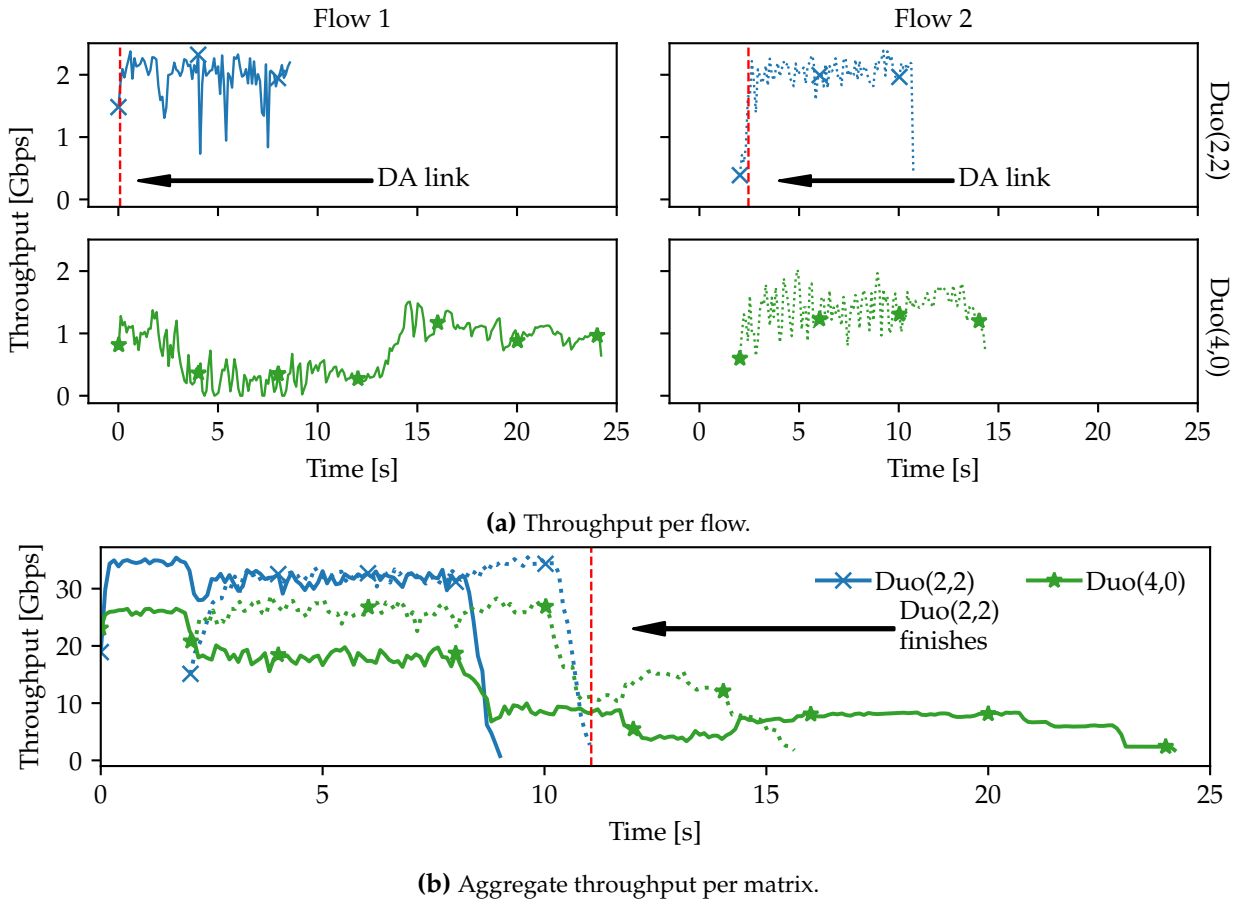 Flow 1
Flow 2
Throughput [Gbps]
2
1
0
DA link
DA link
Duo(2,2)
2
1
0
0 5 10 15 20 25
Time [s]
0 5 10 15 20 25
Time [s]
Duo(4,0)
(a) Throughput per flow.
Throughput [Gbps]
30
20
10
0
Duo(2,2)
Duo(4,0)
Duo(2,2)
finishes
0 5 10 15 20 25
Time [s]
(b) Aggregate throughput per matrix.